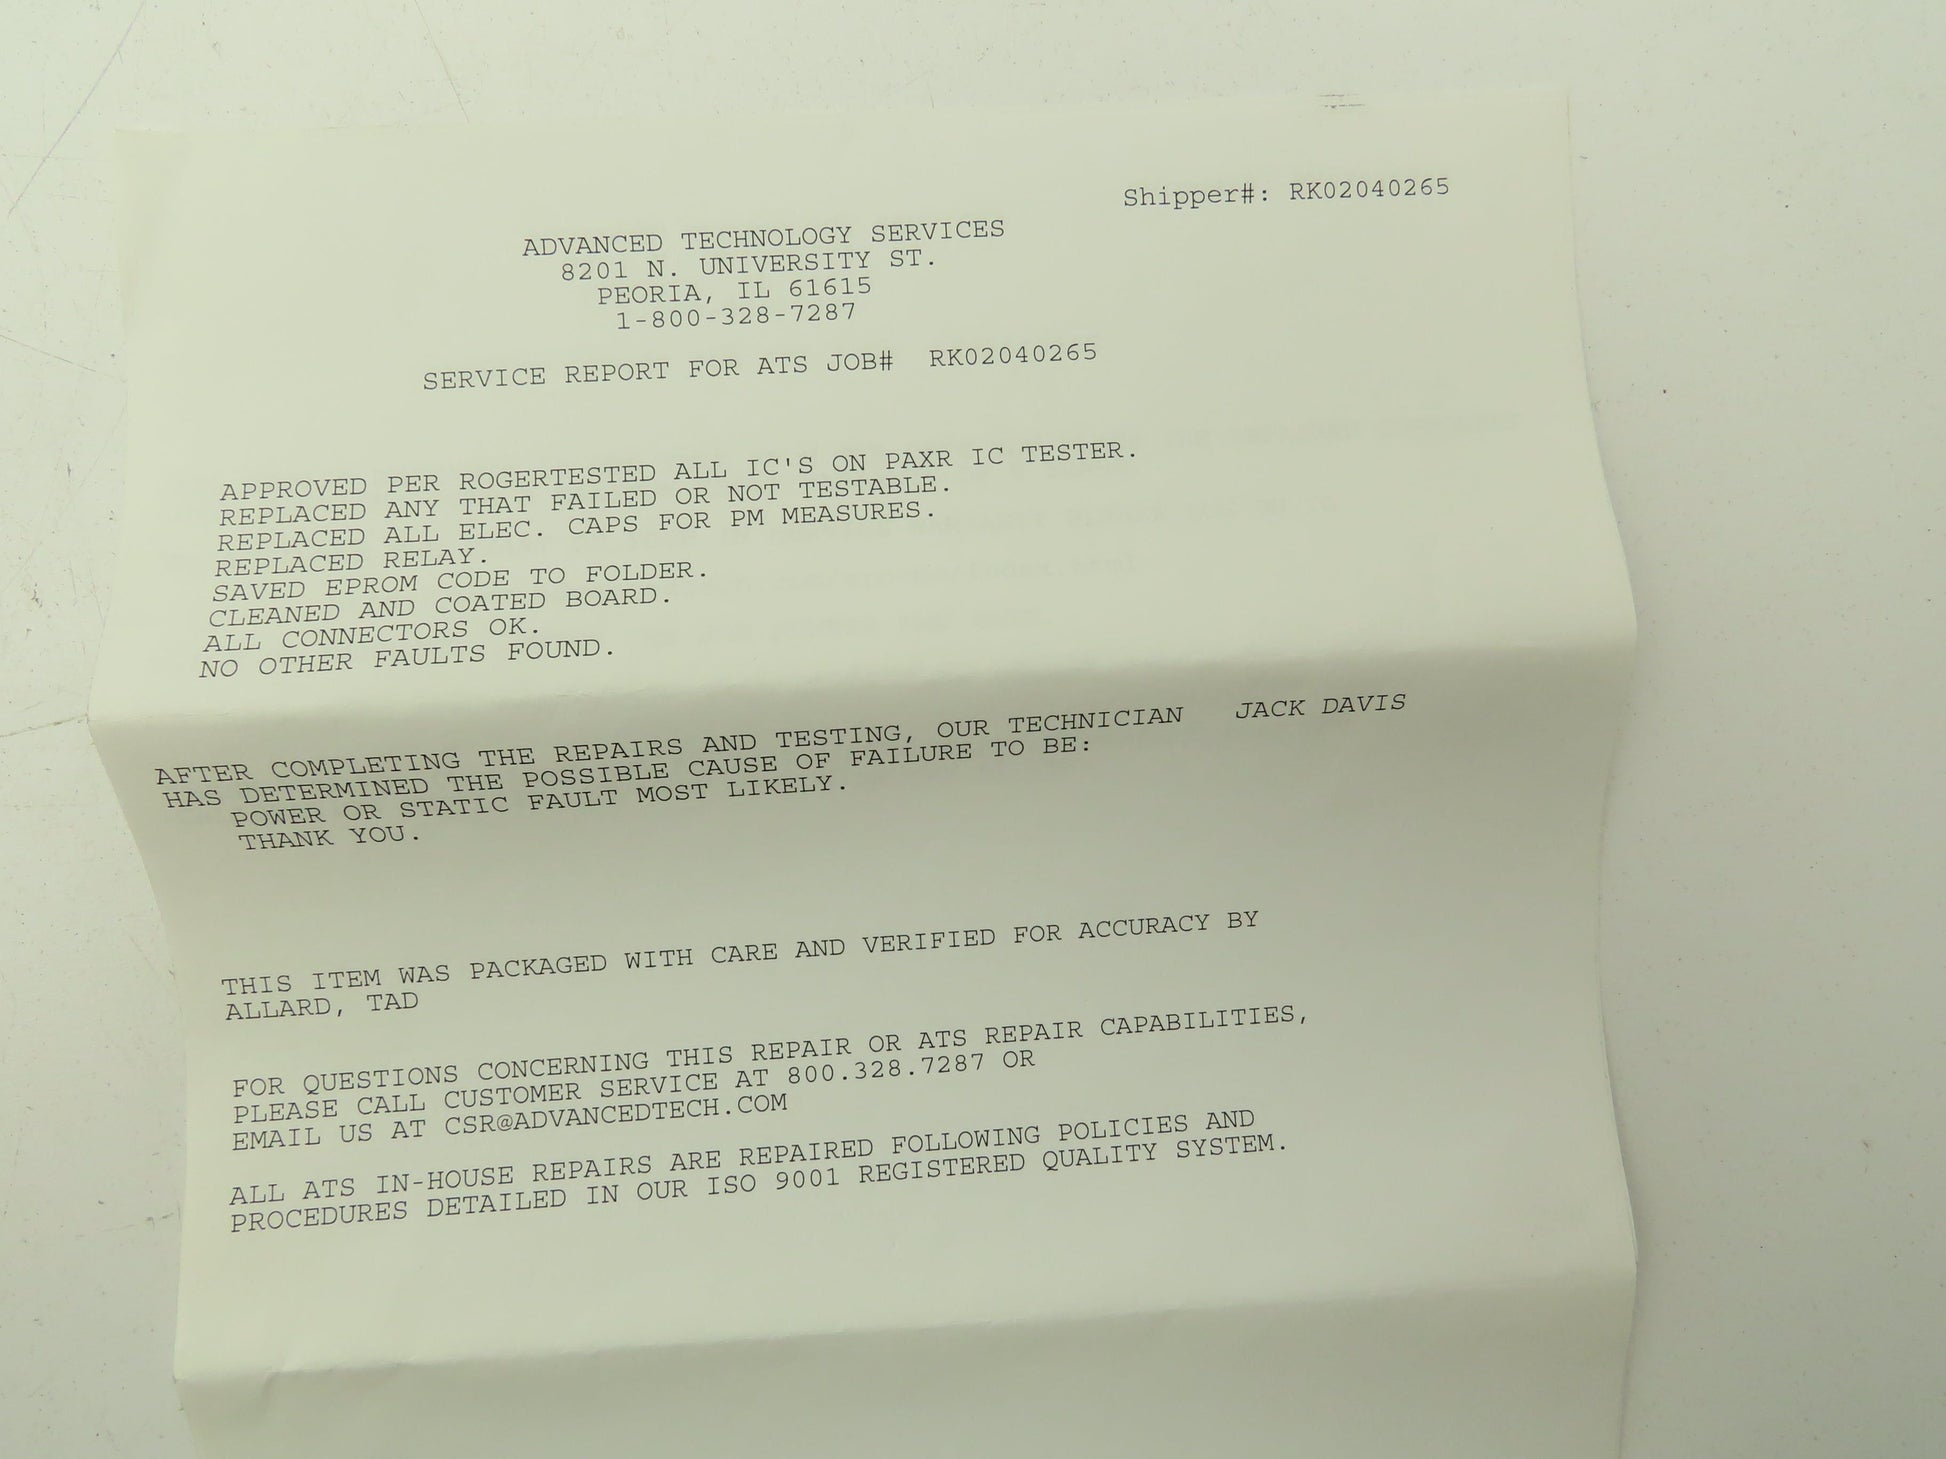 Shipper#: RK02040265
ADVANCED TECHNOLOGY SERVICES
8201 N. UNIVERSITY ST.
PEORIA, IL 61615
1-800-328-7287
SERVICE REPORT FOR ATS JOB# RK02040265
APPROVED PER ROGERTESTED ALL IC'S ON PAXR IC TESTER.
REPLACED ANY THAT FAILED OR NOT TESTABLE.
REPLACED ALL ELEC. CAPS FOR PM MEASURES.
REPLACED RELAY.
SAVED EPROM CODE TO FOLDER.
CLEANED AND COATED BOARD.
ALL CONNECTORS OK.
NO OTHER FAULTS FOUND.
AFTER COMPLETING THE REPAIRS AND TESTING, OUR TECHNICIAN JACK DAVIS
HAS DETERMINED THE POSSIBLE CAUSE OF FAILURE TO BE:
POWER OR STATIC FAULT MOST LIKELY.
THANK YOU.
THIS ITEM WAS PACKAGED WITH CARE AND VERIFIED FOR ACCURACY BY
ALLARD, TAD
FOR QUESTIONS CONCERNING THIS REPAIR OR ATS REPAIR CAPABILITIES,
PLEASE CALL CUSTOMER SERVICE AT 800.328.7287 OR
EMAIL US AT CSR@ADVANCEDTECH.COM
ALL ATS IN-HOUSE REPAIRS ARE REPAIRED FOLLOWING POLICIES AND
PROCEDURES DETAILED IN OUR ISO 9001 REGISTERED QUALITY SYSTEM.